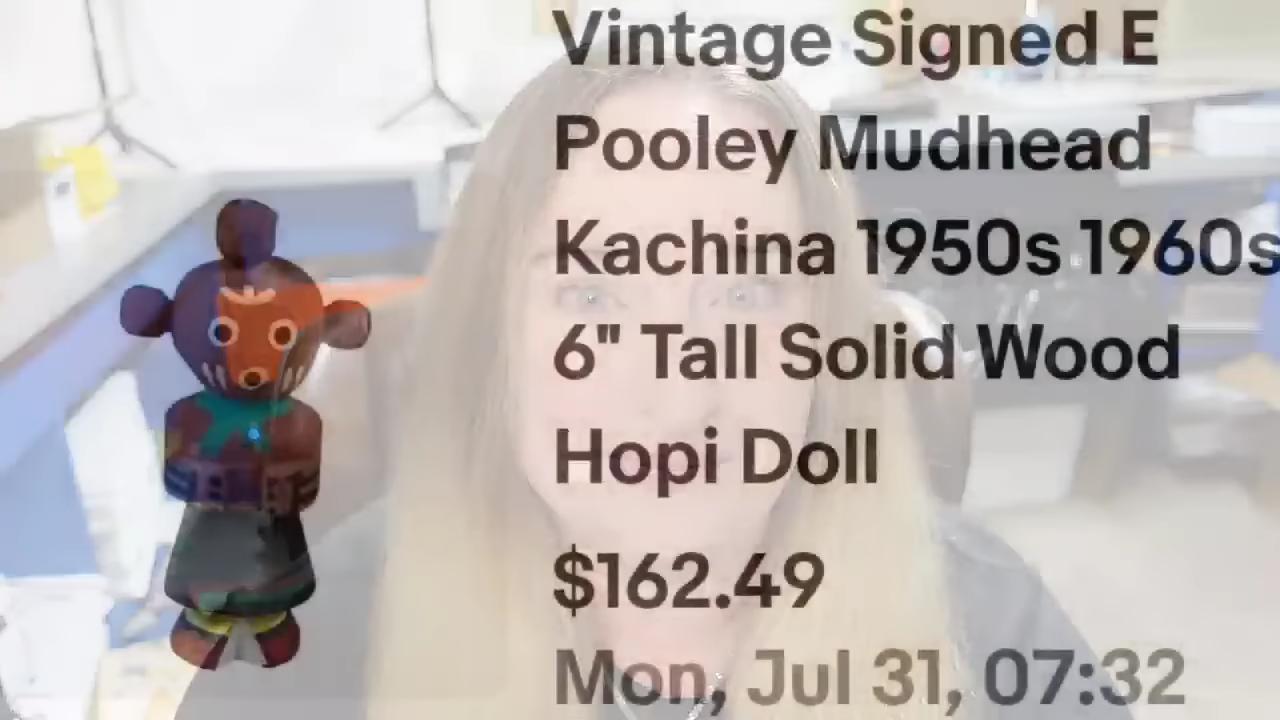 Vintage Signed E
Pooley Mudhead
Kachina 1950s 1960s
6" Tall Solid Wood
Hopi Doll
$162.49
Mon, Jul 31, 07:32